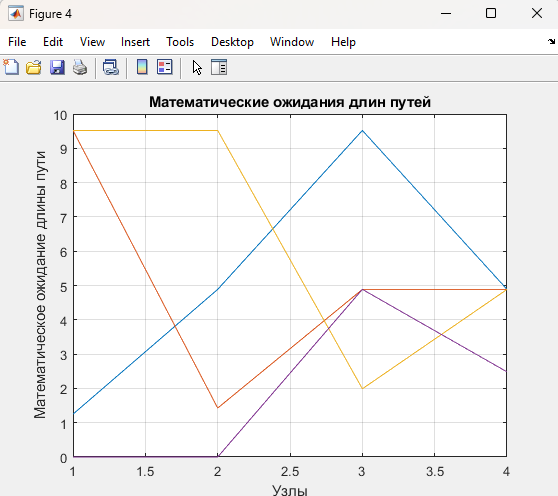 Figure 4
File Edit View Insert Tools Desktop Window Help
Математические ожидания длин путей
Математическое ожидание длины пути
10
9
8
7
6
5
4
3
2
1
0
1 1.5 2 2.5 3 3.5 4
Узлы